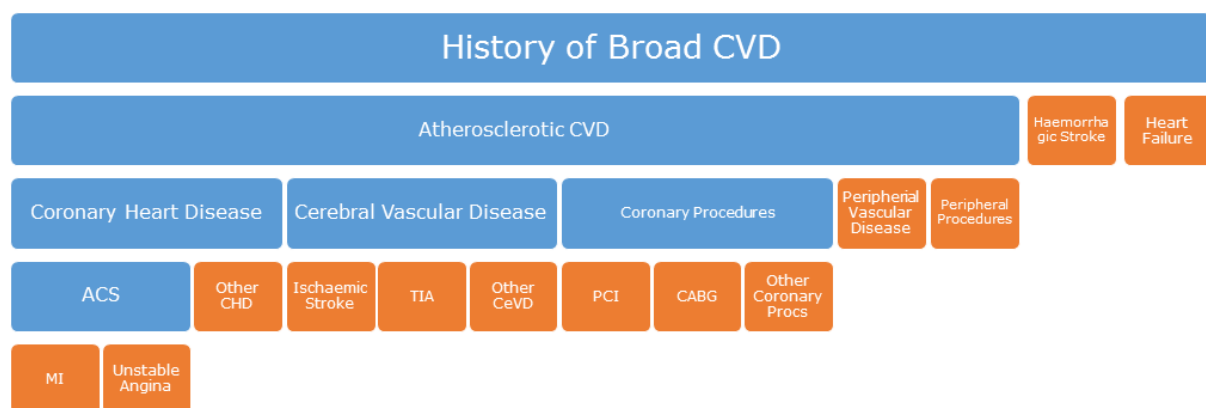 History of Broad CVD
Atherosclerotic CVD
Haemorrha
gic Stroke
Heart
Failure
Coronary Heart Disease
Cerebral Vascular Disease
Coronary Procedures
Peripherial
Vascular
Disease
Peripheral
Procedures
ACS
Other
CHD
Ischaemic
Stroke
TIA
Other
CeVD
PCI
CABG
Other
Coronary
Procs
MI
Unstable
Angina